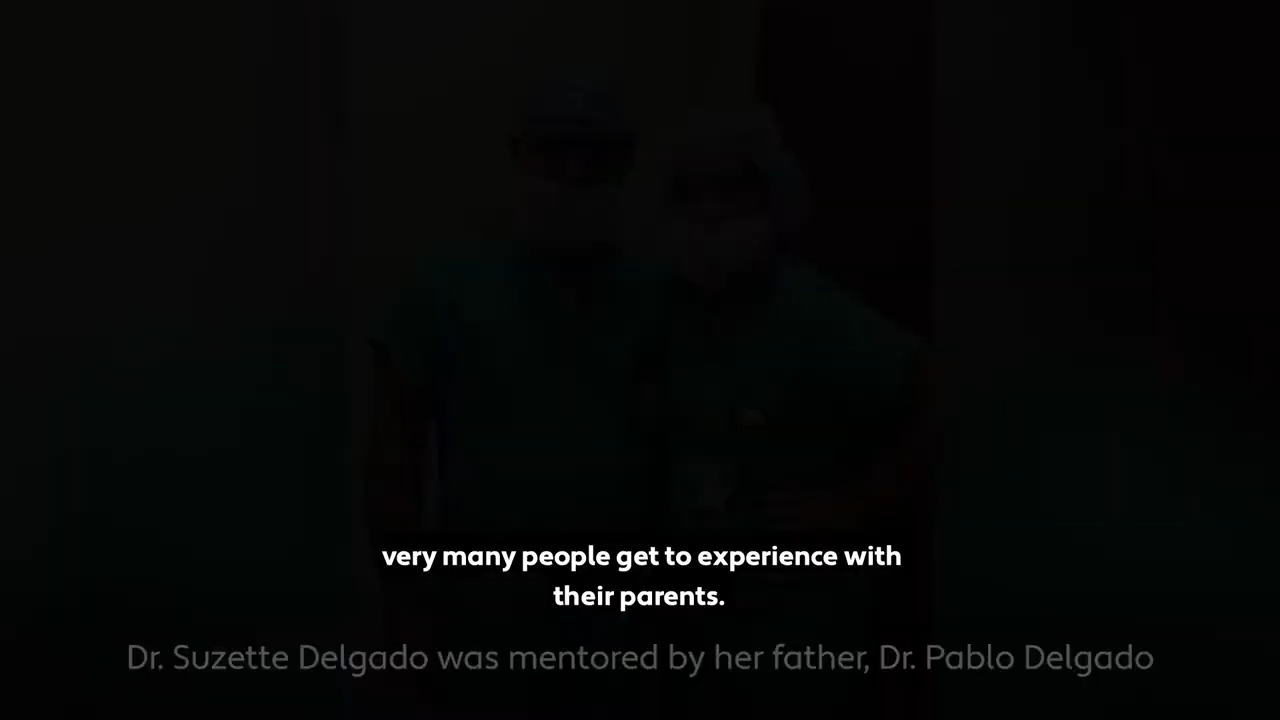 very many people get to experience with
their parents.
Dr. Suzette Delgado was mentored by her father, Dr. Pablo Delgado